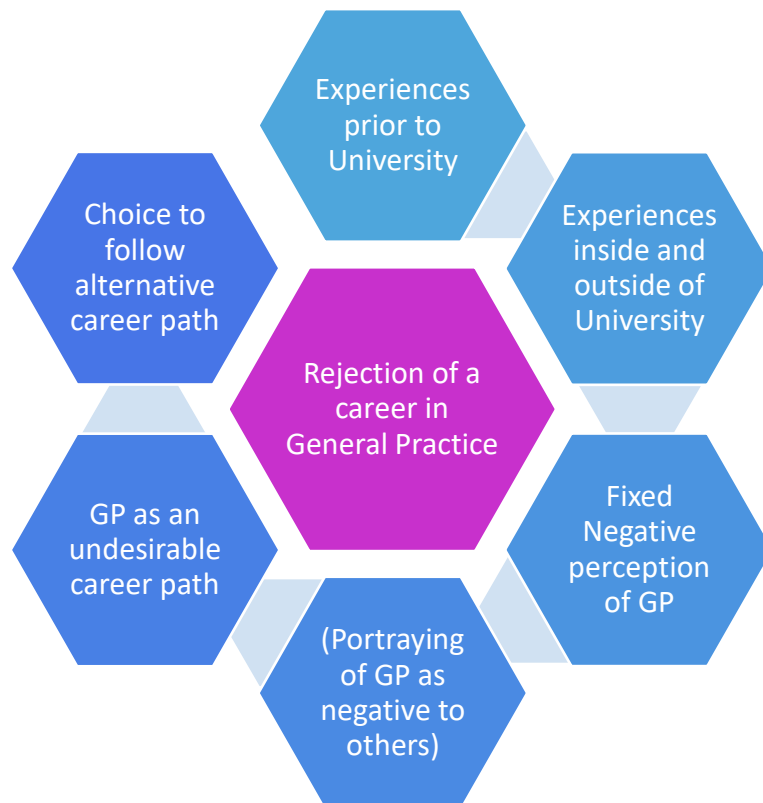 Experiences
prior to
University
Experiences
inside and
outside of
University
Fixed
Negative
perception
of GP
(Portraying
of GP as
negative to
others)
GP as an
undesirable
career path
Choice to
follow
alternative
career path
Rejection of a
career in
General Practice